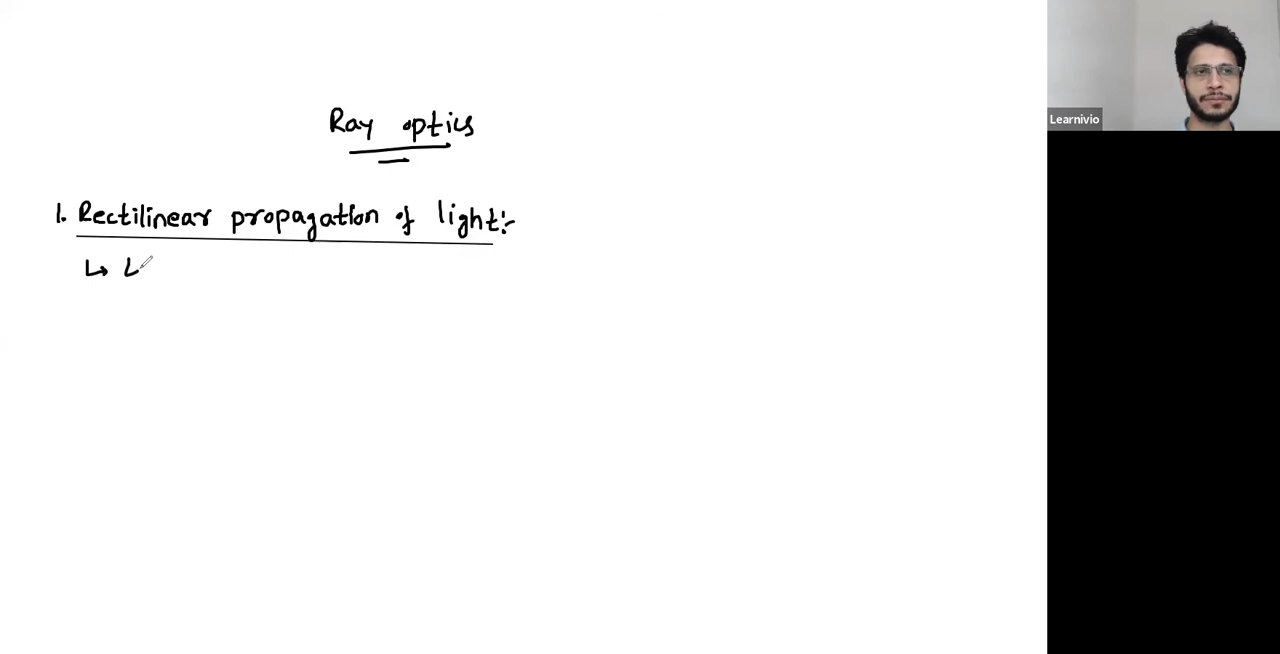 Ray optics
1. Rectilinear propagation of light:-
↳ L
Learnivio